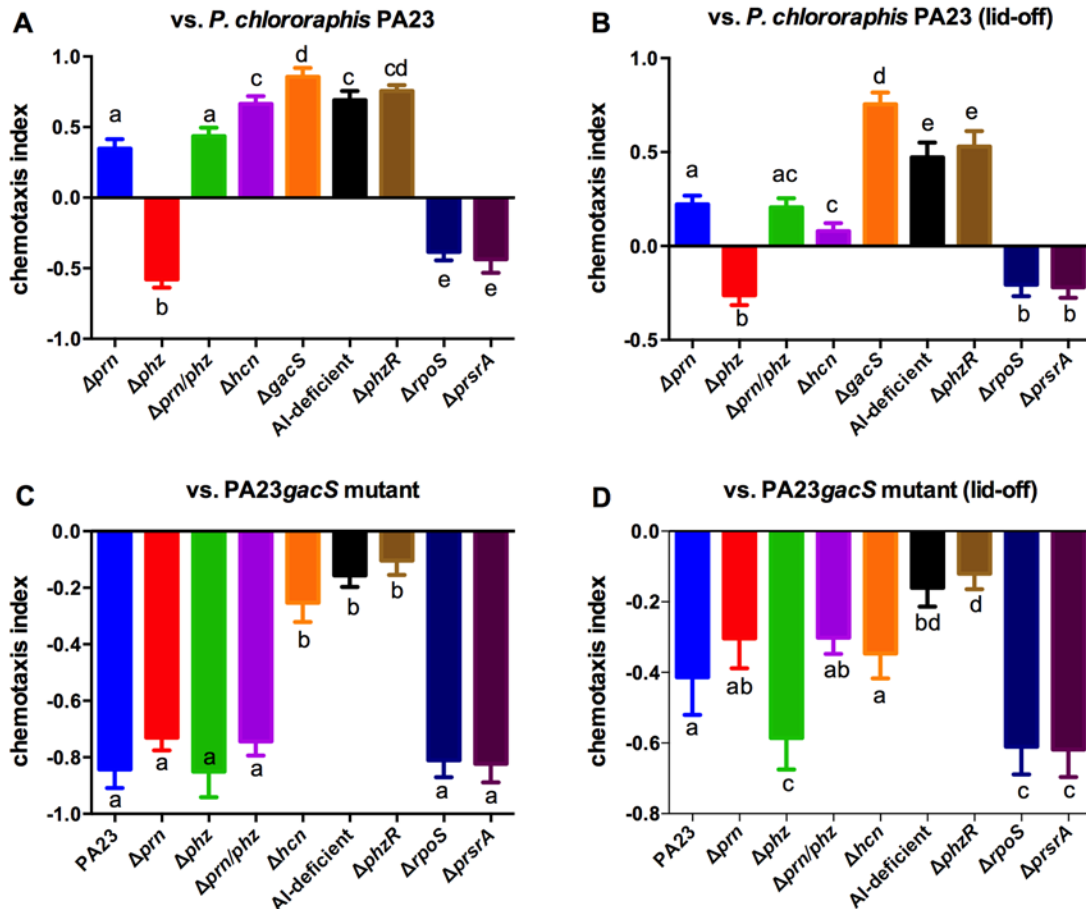 A
vs. P. chlororaphis PA23
chemotaxis index
1.0
0.5
0.0
-0.5
-1.0
a
b
a
c
d
c
cd
e
e
Δprn
Δphz
Δprn/phz
Δhcn
ΔgacS
AI-deficient
ΔphzR
ΔrpoS
ΔprsrA
B
vs. P. chlororaphis PA23 (lid-off)
chemotaxis index
1.0
0.5
0.0
-0.5
a
b
ac
c
d
e
e
b
b
Δprn
Δphz
Δprn/phz
Δhcn
ΔgacS
AI-deficient
ΔphzR
ΔrpoS
ΔprsrA
C
vs. PA23gacS mutant
chemotaxis index
0.0
-0.2
-0.4
-0.6
-0.8
-1.0
a
a
a
a
b
b
b
a
a
PA23
Δprn
Δphz
Δprn/phz
Δhcn
AI-deficient
ΔphzR
ΔrpoS
ΔprsrA
D
vs. PA23gacS mutant (lid-off)
chemotaxis index
0.0
-0.2
-0.4
-0.6
-0.8
a
ab
c
ab
a
bd
d
c
c
PA23
Δprn
Δphz
Δprn/phz
Δhcn
AI-deficient
ΔphzR
ΔrpoS
ΔprsrA